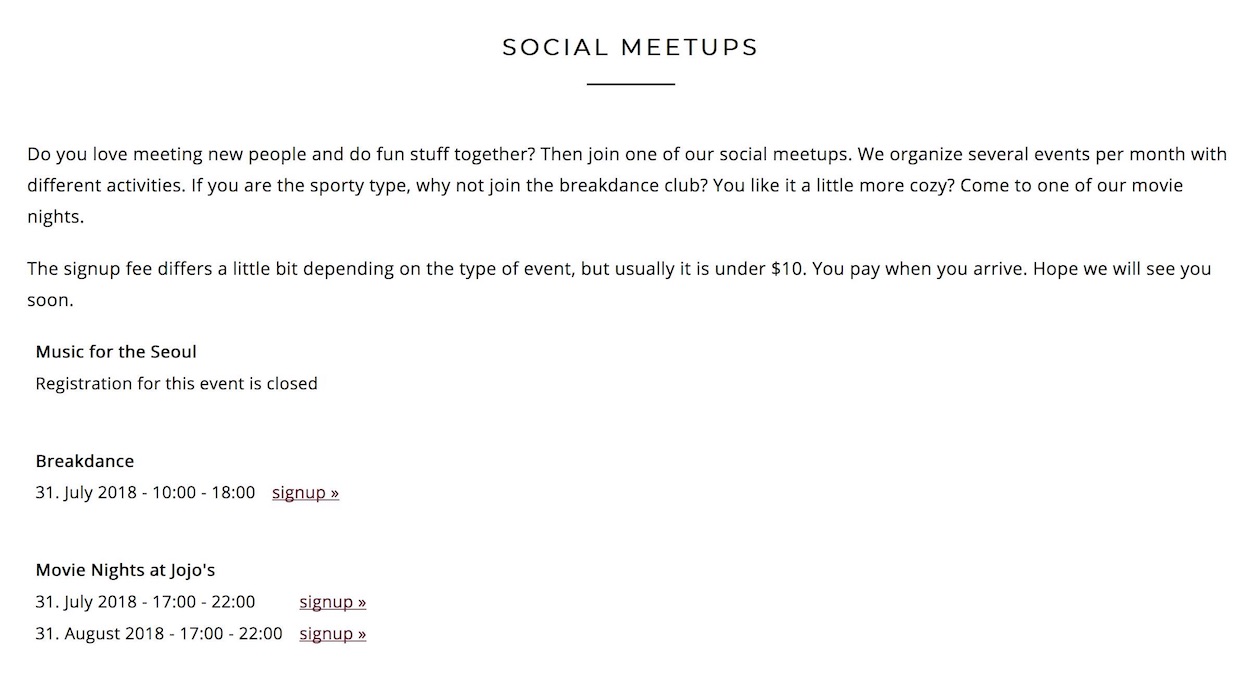 SOCIAL MEETUPS
Do you love meeting new people and do fun stuff together? Then join one of our social meetups. We organize several events per month with
different activities. If you are the sporty type, why not join the breakdance club? You like it a little more cozy? Come to one of our movie
nights.
The signup fee differs a little bit depending on the type of event, but usually it is under $10. You pay when you arrive. Hope we will see you
soon.
Music for the Seoul
Registration for this event is closed
Breakdance
31. July 2018 - 10:00 - 18:00 signup »
Movie Nights at Jojo's
31. July 2018 - 17:00 - 22:00 signup »
31. August 2018 - 17:00 - 22:00 signup »